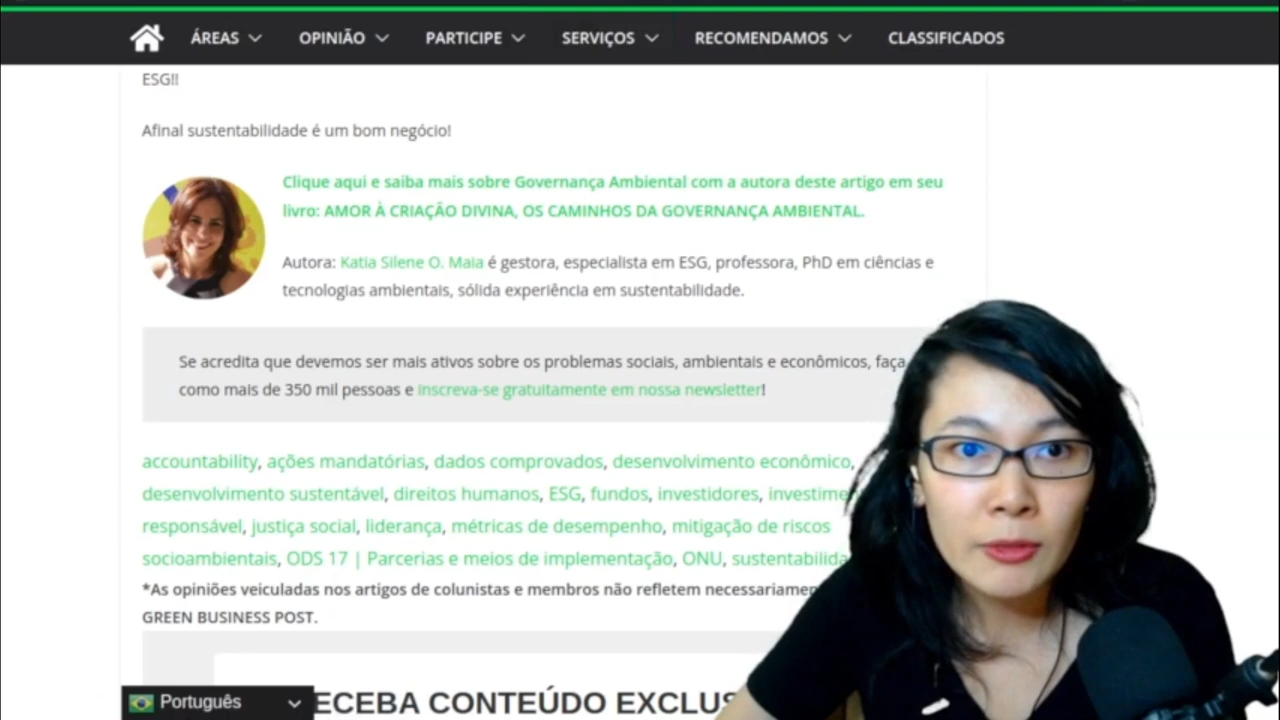 ÁREAS OPINIÃO PARTICIPE SERVIÇOS RECOMENDAMOS CLASSIFICADOS
ESG!!
Afinal sustentabilidade é um bom negócio!
Clique aqui e saiba mais sobre Governança Ambiental com a autora deste artigo em seu
livro: AMOR À CRIAÇÃO DIVINA, OS CAMINHOS DA GOVERNANÇA AMBIENTAL.
Autora: Katia Silene O. Maia é gestora, especialista em ESG, professora, PhD em ciências e
tecnologias ambientais, sólida experiência em sustentabilidade.
Se acredita que devemos ser mais ativos sobre os problemas sociais, ambientais e econômicos, faça
como mais de 350 mil pessoas e inscreva-se gratuitamente em nossa newsletter!
accountability, ações mandatórias, dados comprovados, desenvolvimento econômico,
desenvolvimento sustentável, direitos humanos, ESG, fundos, investidores,
responsável, justiça social, liderança, métricas de desempenho, mitigação de riscos
socioambientais, ODS 17 | Parcerias e meios de implementação, ONU,
*As opiniões veiculadas nos artigos de colunistas e membros não refletem
GREEN BUSINESS POST.
CONTEÚDO
Português